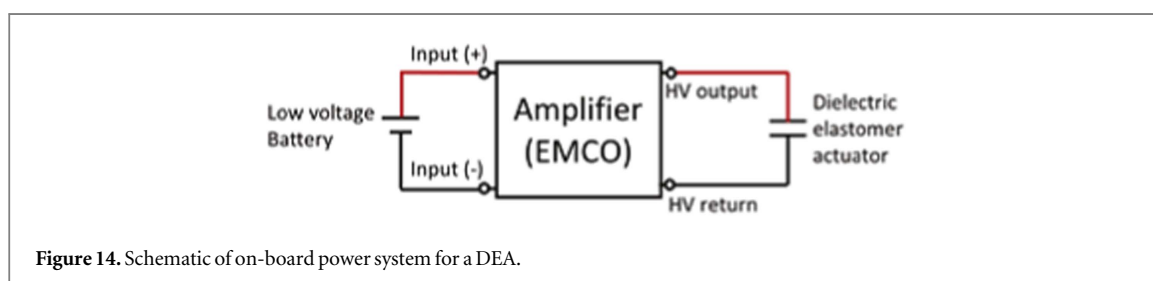 Input (+)
Low voltage
Battery
Input (-)
Amplifier
(EMCO)
HV output
HV return
Dielectric
elastomer
actuator
Figure 14. Schematic of on-board power system for a DEA.